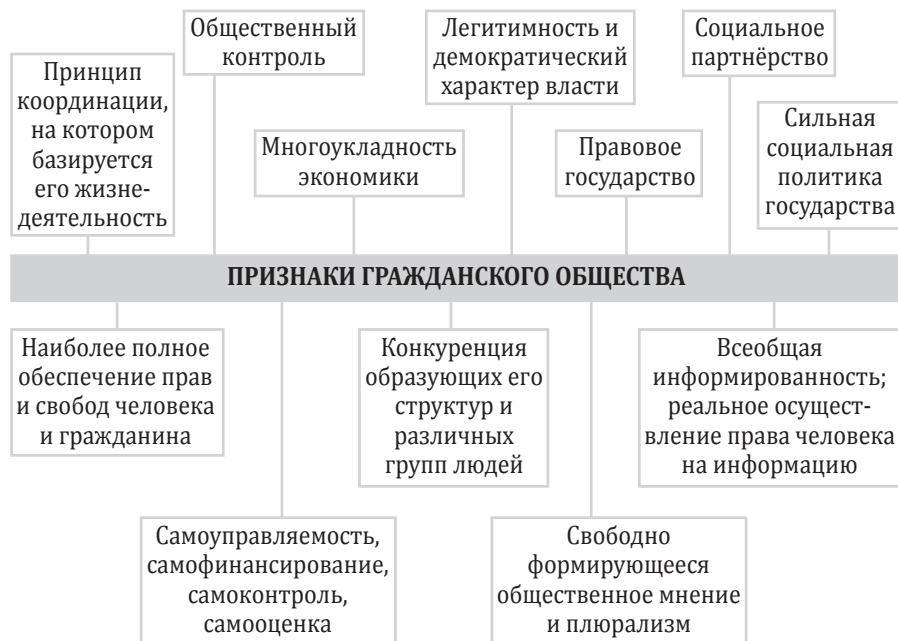 Принцип
координации,
на котором
базируется
его жизне-
деятельность
Общественный
контроль
Многоукладность
экономики
Легитимность и
демократический
характер власти
Правовое
государство
Социальное
партнёрство
Сильная
социальная
политика
государства
ПРИЗНАКИ ГРАЖДАНСКОГО ОБЩЕСТВА
Наиболее полное
обеспечение прав
и свобод человека
и гражданина
Самоуправляемость,
самофинансирование,
самоконтроль,
самооценка
Конкуренция
образующих его
структур и
различных
групп людей
Свободно
формирующееся
общественное мнение
и плюрализм
Всеобщая
информированность;
реальное осущест-
вление права человека
на информацию